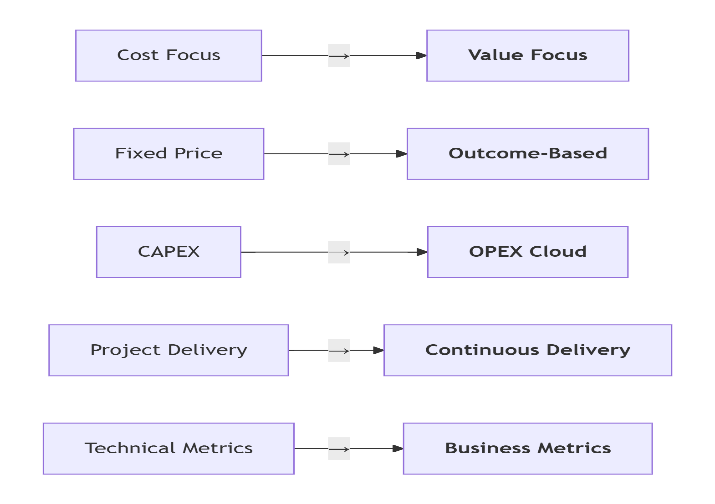 Cost Focus → Value Focus
Fixed Price → Outcome-Based
CAPEX → OPEX Cloud
Project Delivery → Continuous Delivery
Technical Metrics → Business Metrics